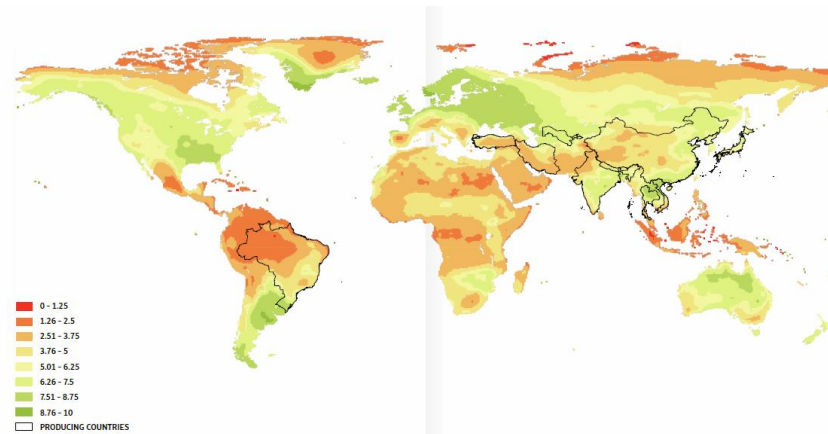 0 – 1.25
1.26 – 2.5
2.51 – 3.75
3.76 – 5
5.01 – 6.25
6.26 – 7.5
7.51 – 8.75
8.76 – 10
PRODUCING COUNTRIES